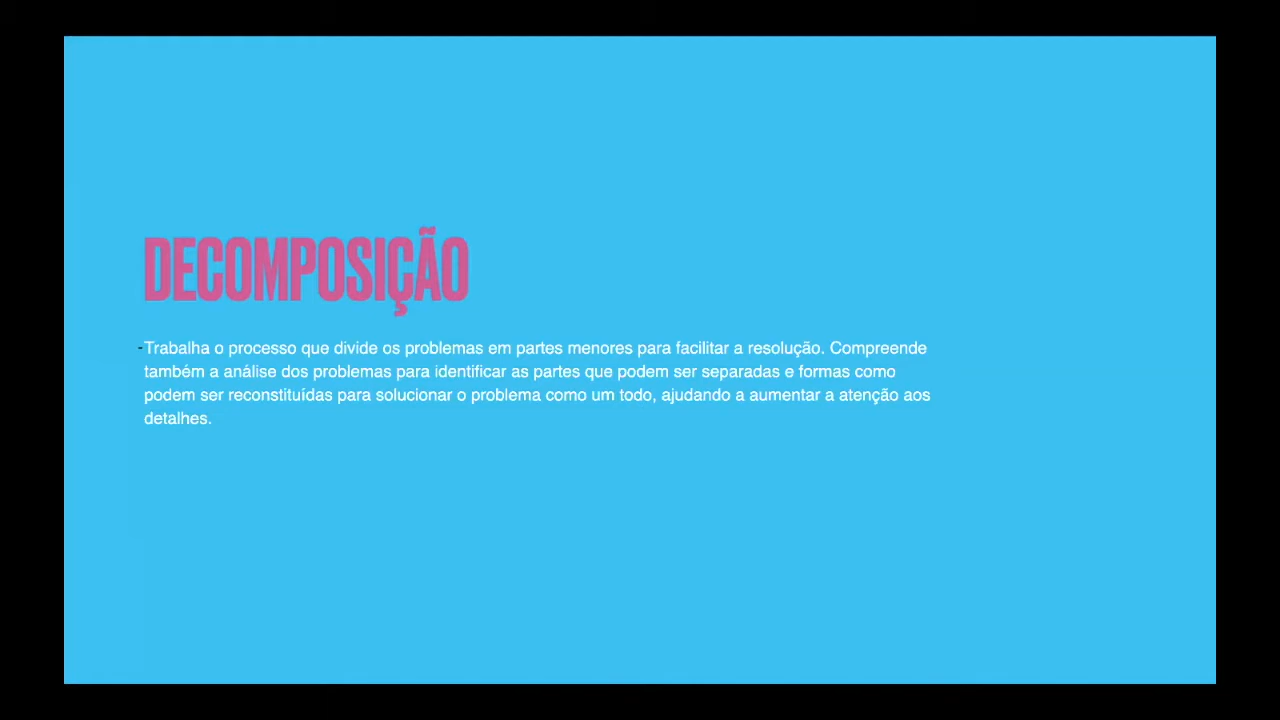 DECOMPOSIÇÃO
-Trabalha o processo que divide os problemas em partes menores para facilitar a resolução. Compreende
também a análise dos problemas para identificar as partes que podem ser separadas e formas como
podem ser reconstituídas para solucionar o problema como um todo, ajudando a aumentar a atenção aos
detalhes.